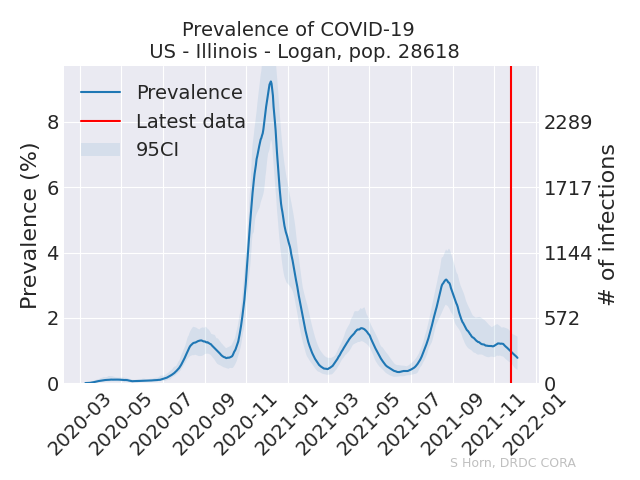 Prevalence of COVID-19
US - Illinois - Logan, pop. 28618
Prevalence
Latest data
95CI
Prevalence (%)
8
6
4
2
0
2289
1717
1144
572
0
# of infections
2020-03
2020-05
2020-07
2020-09
2020-11
2021-01
2021-03
2021-05
2021-07
2021-09
2021-11
2022-01
S Horn, DRDC CORA